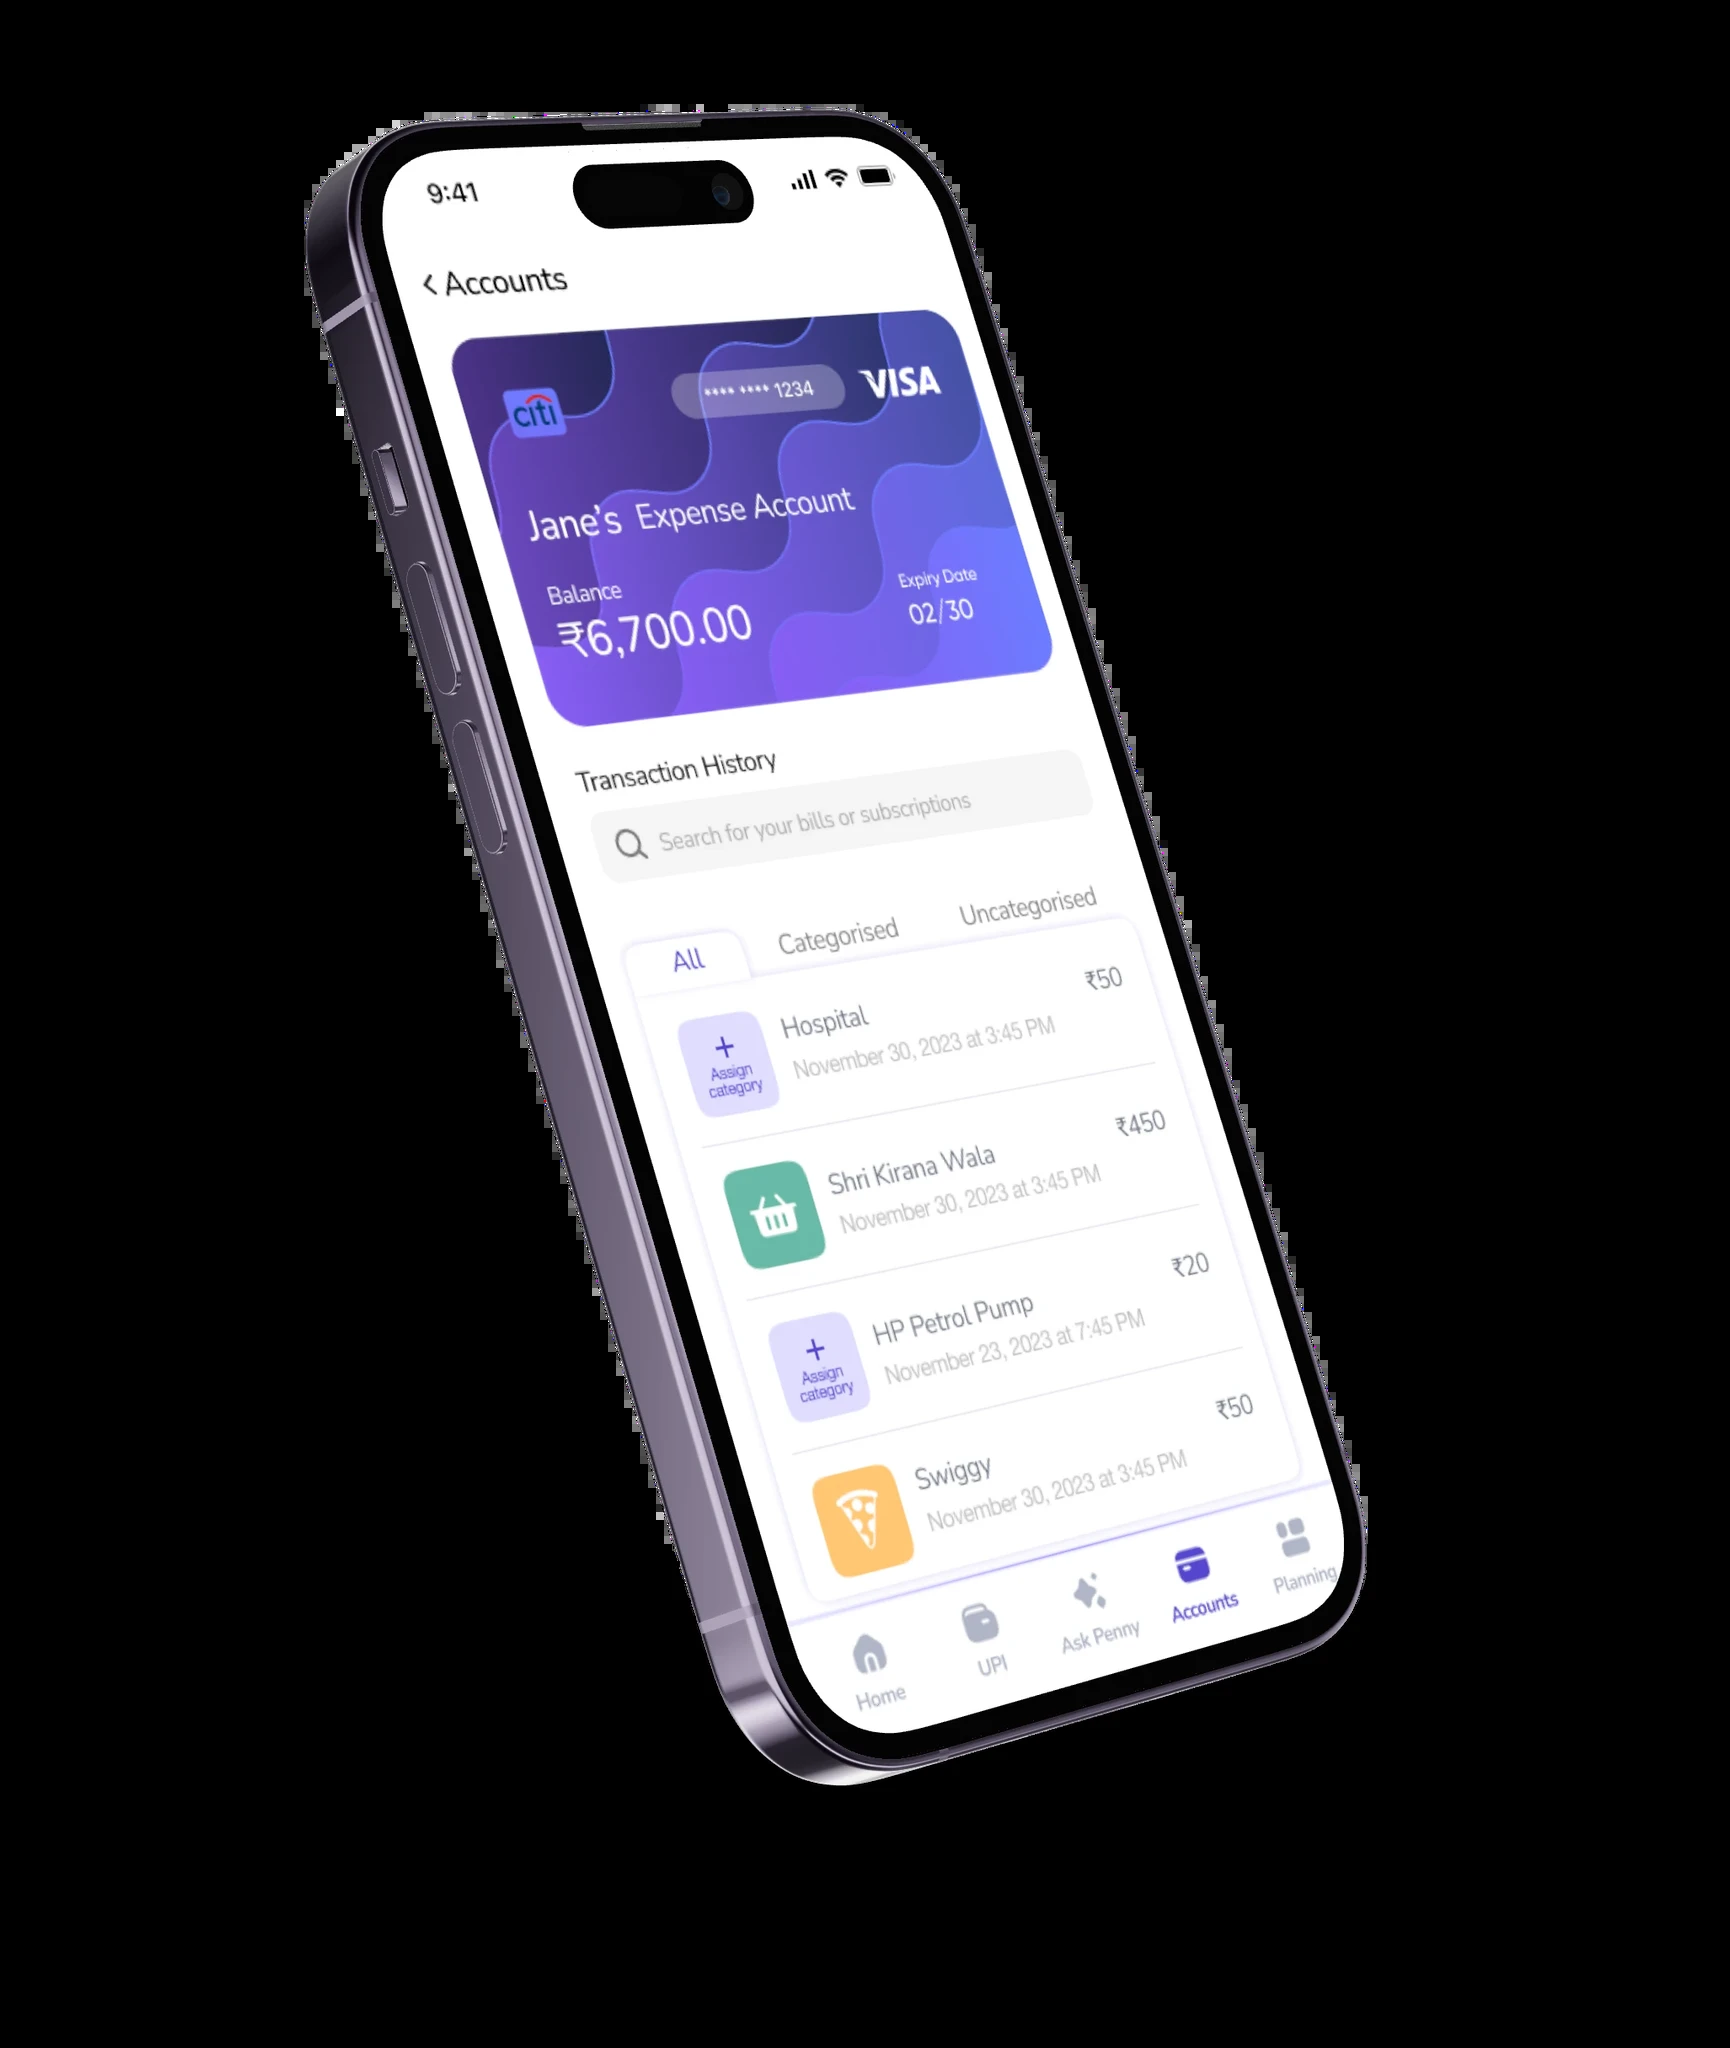 9:41
Accounts
citi
**** **** 1234
VISA
Jane's Expense Account
Balance
₹6,700.00
Expiry Date
02/30
Transaction History
Search for your bills or subscriptions
All
Categorised
Uncategorised
Hospital
₹50
November 30, 2023 at 3:45 PM
+
Assign
category
Shri Kirana Wala
₹450
November 30, 2023 at 3:45 PM
HP Petrol Pump
₹20
November 23, 2023 at 7:45 PM
+
Assign
category
Swiggy
₹50
November 30, 2023 at 3:45 PM
Home
UPI
Ask Penny
Accounts
Planning